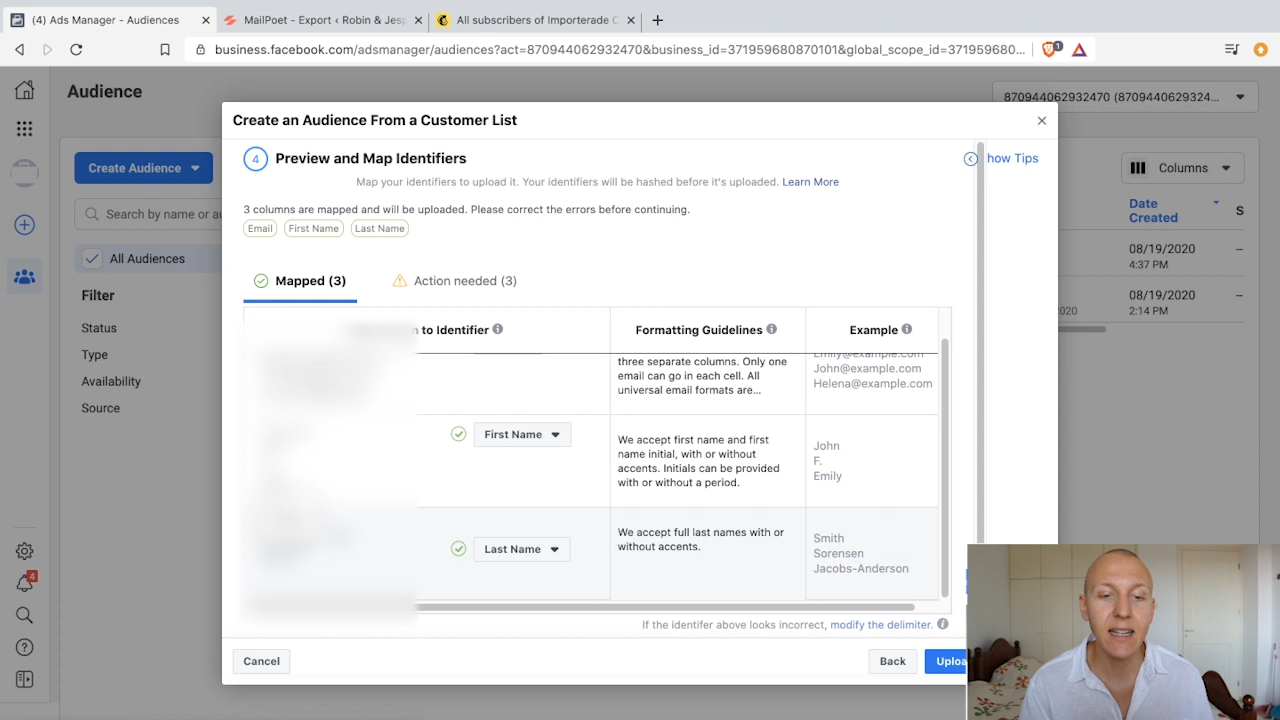 (4) Ads Manager - Audiences
MailPoet - Export ‹ Robin & Jesp
All subscribers of Importerade C
business.facebook.com/adsmanager/audiences?act=870944062932470&business_id=371959680870101&global_scope_id=371959680...
1
Audience
870944062932470 (8709440629324...
Create an Audience From a Customer List
4
Preview and Map Identifiers
how Tips
Map your identifiers to upload it. Your identifiers will be hashed before it's uploaded. Learn More
3 columns are mapped and will be uploaded. Please correct the errors before continuing.
Email
First Name
Last Name
Mapped (3)
Action needed (3)
to Identifier
Formatting Guidelines
Example
three separate columns. Only one
email can go in each cell. All
universal email formats are...
Emily@example.com
John@example.com
Helena@example.com
First Name
We accept first name and first
name initial, with or without
accents. Initials can be provided
with or without a period.
John
F.
Emily
Last Name
We accept full last names with or
without accents.
Smith
Sorensen
Jacobs-Anderson
If the identifer above looks incorrect, modify the delimiter.
Cancel
Back
Uploa
Create Audience
Search by name or au
All Audiences
Filter
Status
Type
Availability
Source
4
Columns
Date
Created
S
08/19/2020
4:37 PM
--
08/19/2020
2:14 PM
--
020